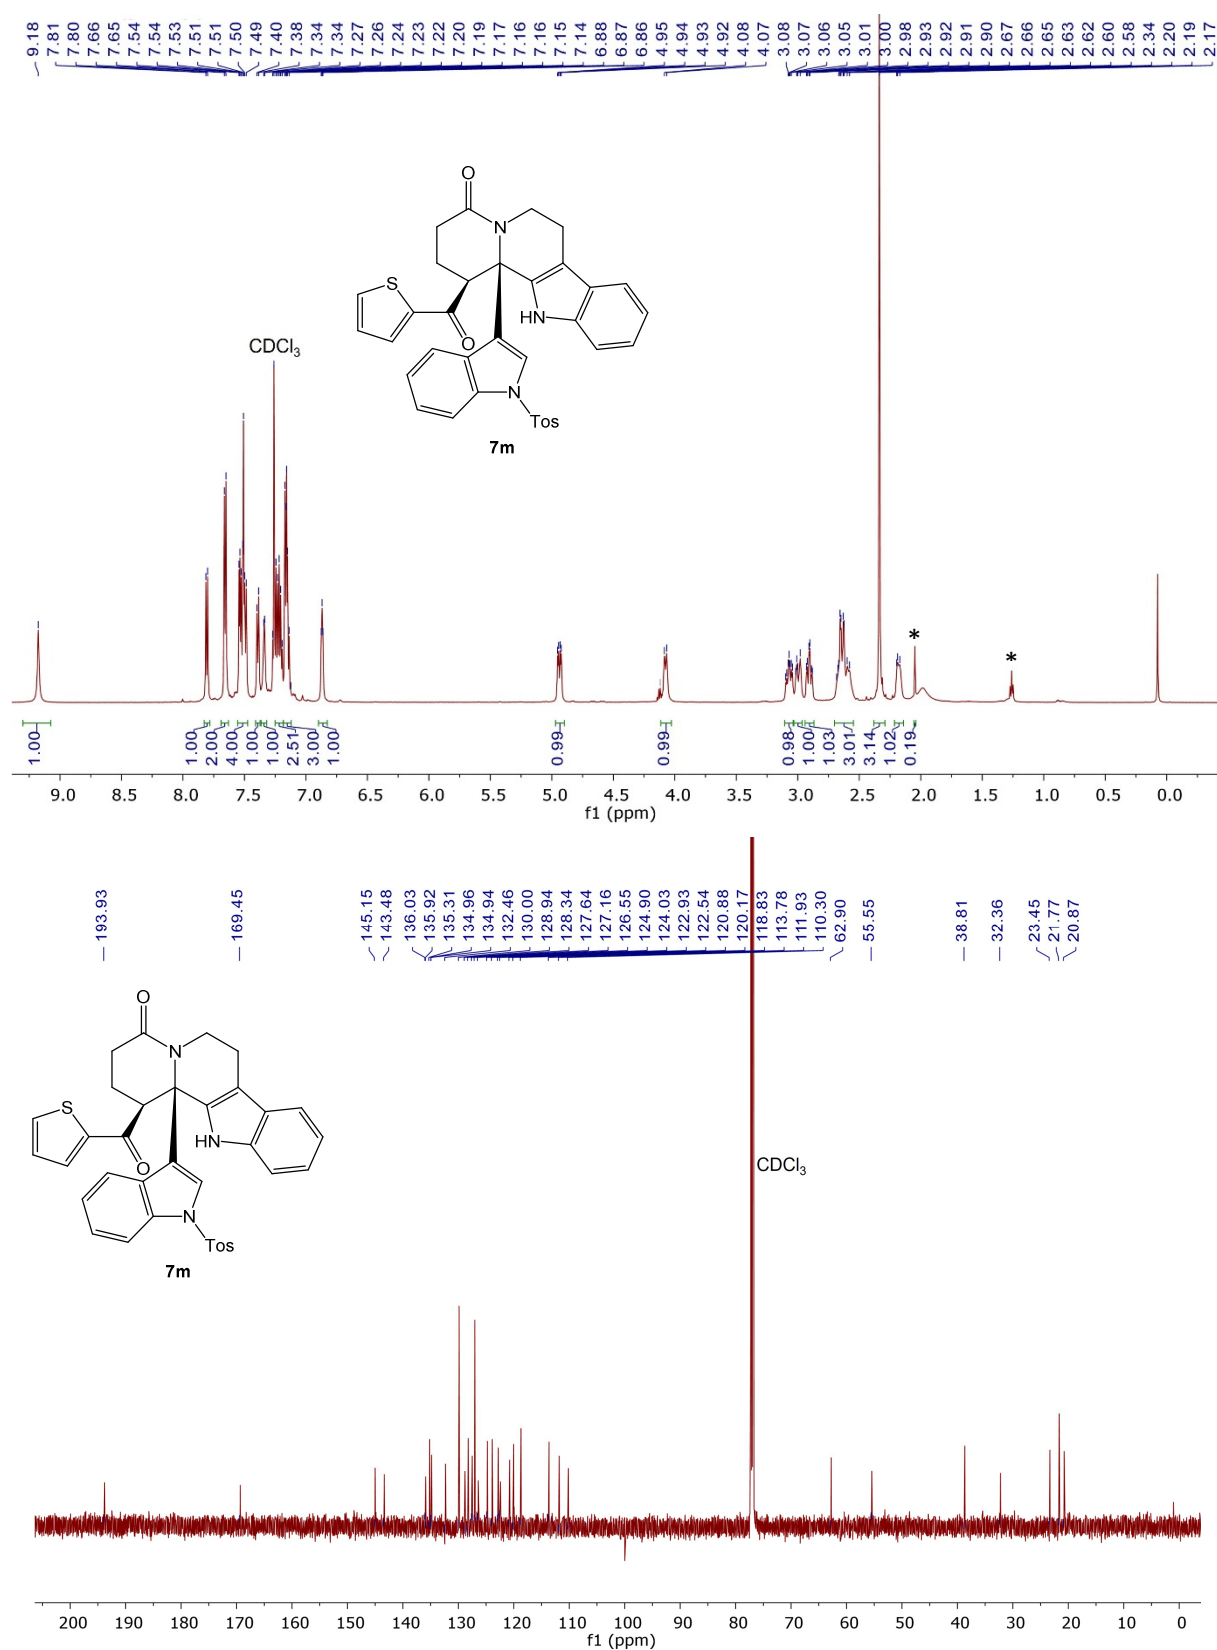 9.18 7.81 7.80 7.66 7.65 7.54 7.54 7.53 7.51 7.51 7.50 7.49 7.40 7.38 7.34 7.34 7.27 7.26 7.24 7.23 7.22 7.20 7.19 7.17 7.16 7.16 7.15 7.14 6.88 6.87 6.86 4.95 4.94 4.93 4.92 4.08 4.07 3.08 3.07 3.06 3.05 3.01 3.00 2.98 2.93 2.92 2.91 2.90 2.67 2.66 2.65 2.63 2.62 2.60 2.58 2.34 2.20 2.19 2.17
O
N
S
HN
O
N
Tos
7m
CDCl3
*
*
1.00 1.00 2.00 4.00 1.00 1.00 2.51 3.00 1.00 0.99 0.99 0.98 1.00 1.03 3.01 3.14 1.02 0.19
9.0 8.5 8.0 7.5 7.0 6.5 6.0 5.5 5.0 4.5 4.0 3.5 3.0 2.5 2.0 1.5 1.0 0.5 0.0
f1 (ppm)
193.93 169.45 145.15 143.48 136.03 135.92 135.31 134.96 134.94 132.46 130.00 128.94 128.34 127.64 127.16 126.55 124.90 124.03 122.93 122.54 120.88 120.17 118.83 113.78 111.93 110.30 62.90 55.55 38.81 32.36 23.45 21.77 20.87
O
N
S
HN
O
N
Tos
7m
CDCl3
200 190 180 170 160 150 140 130 120 110 100 90 80 70 60 50 40 30 20 10 0
f1 (ppm)